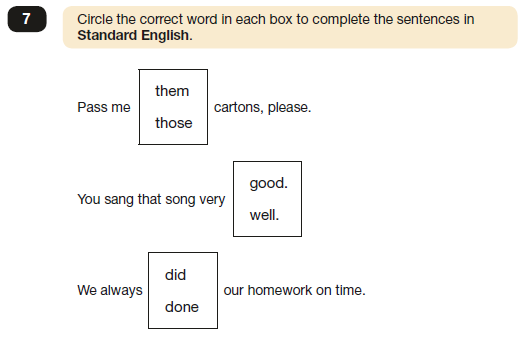 7
Circle the correct word in each box to complete the sentences in
Standard English.
them
Pass me
cartons, please.
those
good.
You sang that song very
well.
did
We always
our homework on time.
done